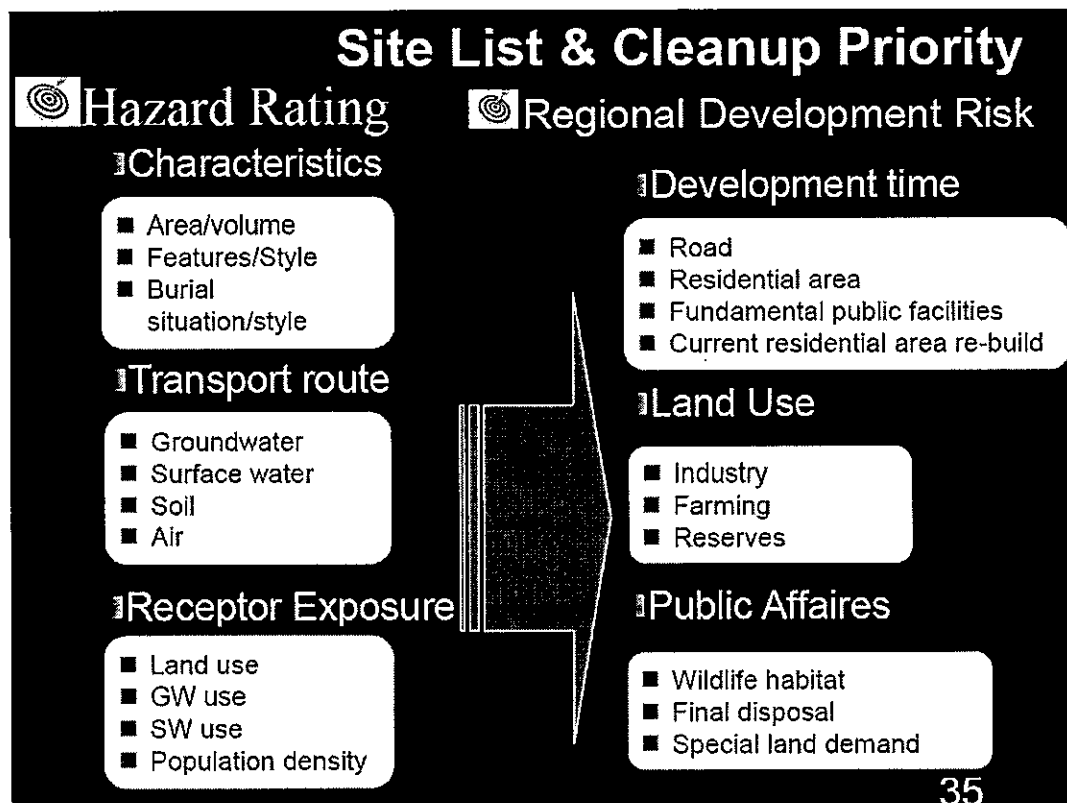 Site List & Cleanup Priority
Hazard Rating
Characteristics
Area/volume
Features/Style
Burial
situation/style
Transport route
Groundwater
Surface water
Soil
Air
Receptor Exposure
Land use
GW use
SW use
Population density
Regional Development Risk
Development time
Road
Residential area
Fundamental public facilities
Current residential area re-build
Land Use
Industry
Farming
Reserves
Public Affaires
Wildlife habitat
Final disposal
Special land demand
35